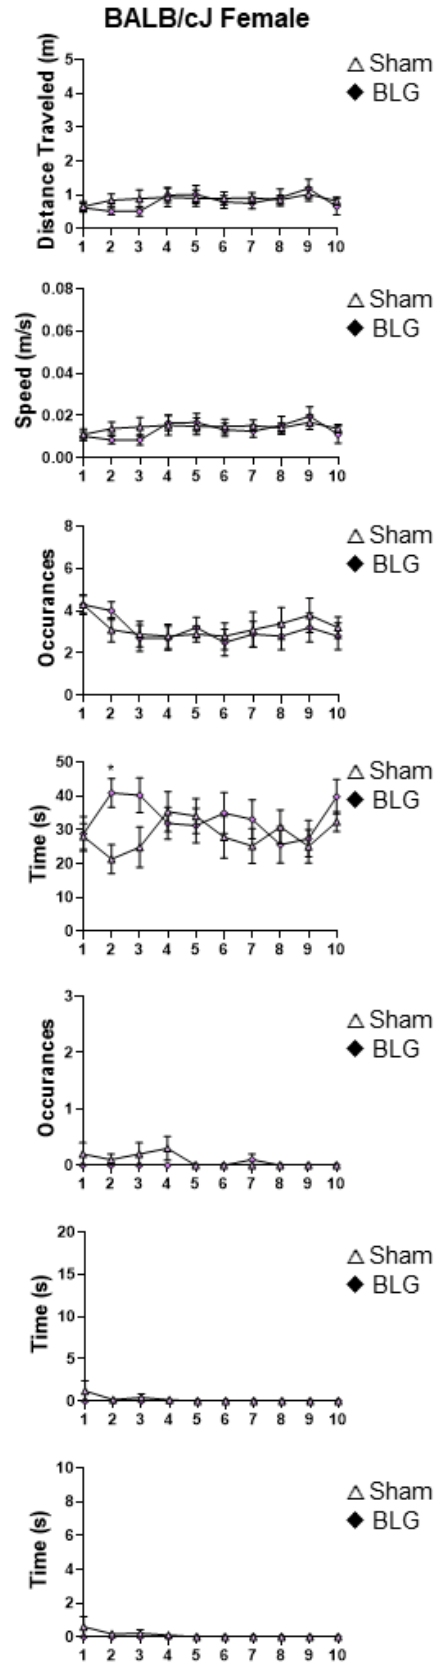 BALB/cJ Female
Distance Traveled (m)
5
4
3
2
1
0
1 2 3 4 5 6 7 8 9 10
Sham
BLG
Speed (m/s)
0.08
0.06
0.04
0.02
0.00
1 2 3 4 5 6 7 8 9 10
Sham
BLG
Occurances
8
6
4
2
0
1 2 3 4 5 6 7 8 9 10
Sham
BLG
Time (s)
50
40
30
20
10
0
*
1 2 3 4 5 6 7 8 9 10
Sham
BLG
Occurances
3
2
1
0
1 2 3 4 5 6 7 8 9 10
Sham
BLG
Time (s)
20
15
10
5
0
1 2 3 4 5 6 7 8 9 10
Sham
BLG
Time (s)
10
8
6
4
2
0
1 2 3 4 5 6 7 8 9 10
Sham
BLG